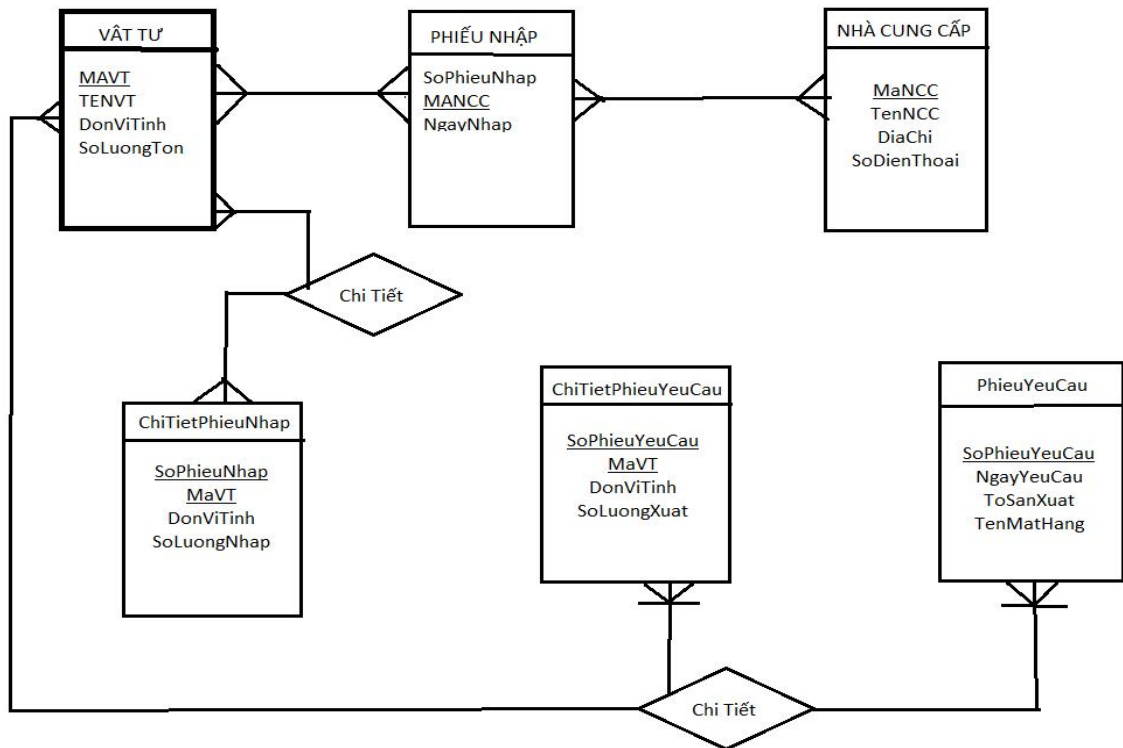 VÂT TƯ
MAVT
TENVT
DonViTinh
SoLuongTon
PHIẾU NHẬP
SoPhieuNhap
MANCC
NgayNhap
NHÀ CUNG CẤP
MaNCC
TenNCC
DiaChi
SoDienThoai
Chi Tiết
ChiTietPhieuNhap
SoPhieuNhap
MaVT
DonViTinh
SoLuongNhap
ChiTietPhieuYeuCau
SoPhieuYeuCau
MaVT
DonViTinh
SoLuongXuat
PhieuYeuCau
SoPhieuYeuCau
NgayYeuCau
ToSanXuat
TenMatHang
Chi Tiết